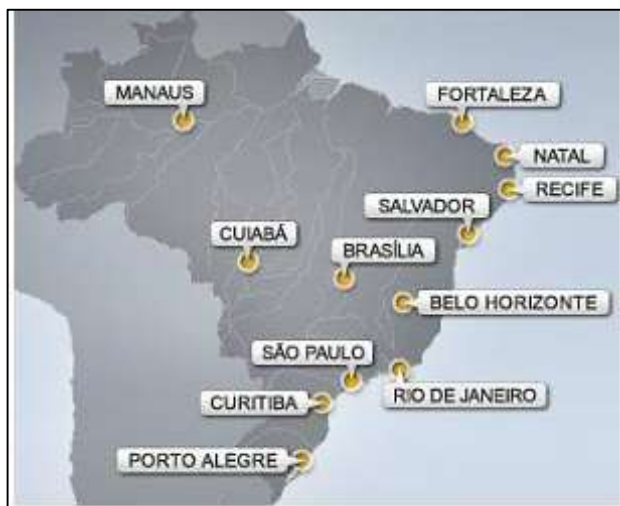 MANAUS
FORTALEZA
NATAL
RECIFE
SALVADOR
CUIABÁ
BRASÍLIA
BELO HORIZONTE
SÃO PAULO
RIO DE JANEIRO
CURITIBA
PORTO ALEGRE